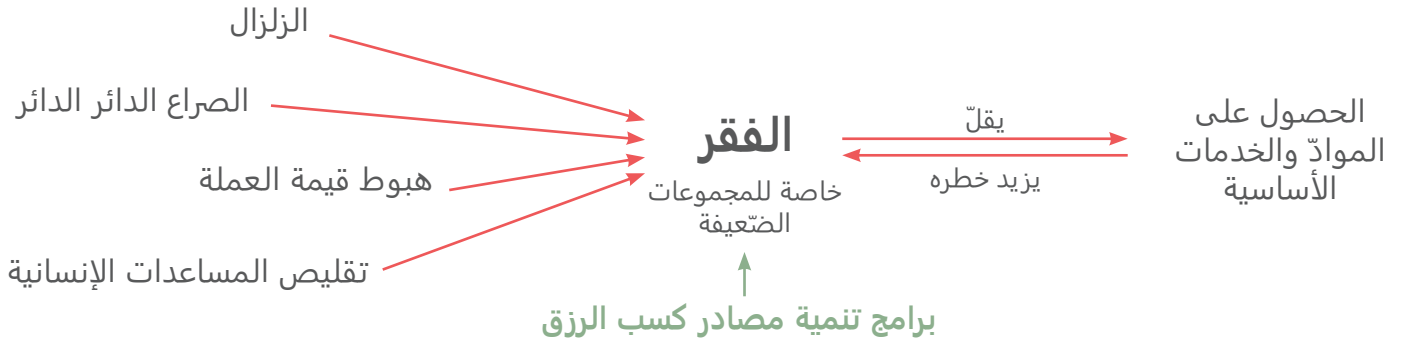 الزلزال
الصراع الدائر الدائر
هبوط قيمة العملة
تقليص المساعدات الإنسانية
الفقر
خاصة للمجموعات
الضّعيفة
برامج تنمية مصادر كسب الرزق
يقلّ
يزيد خطره
الحصول على
الموادّ والخدمات
الأساسية